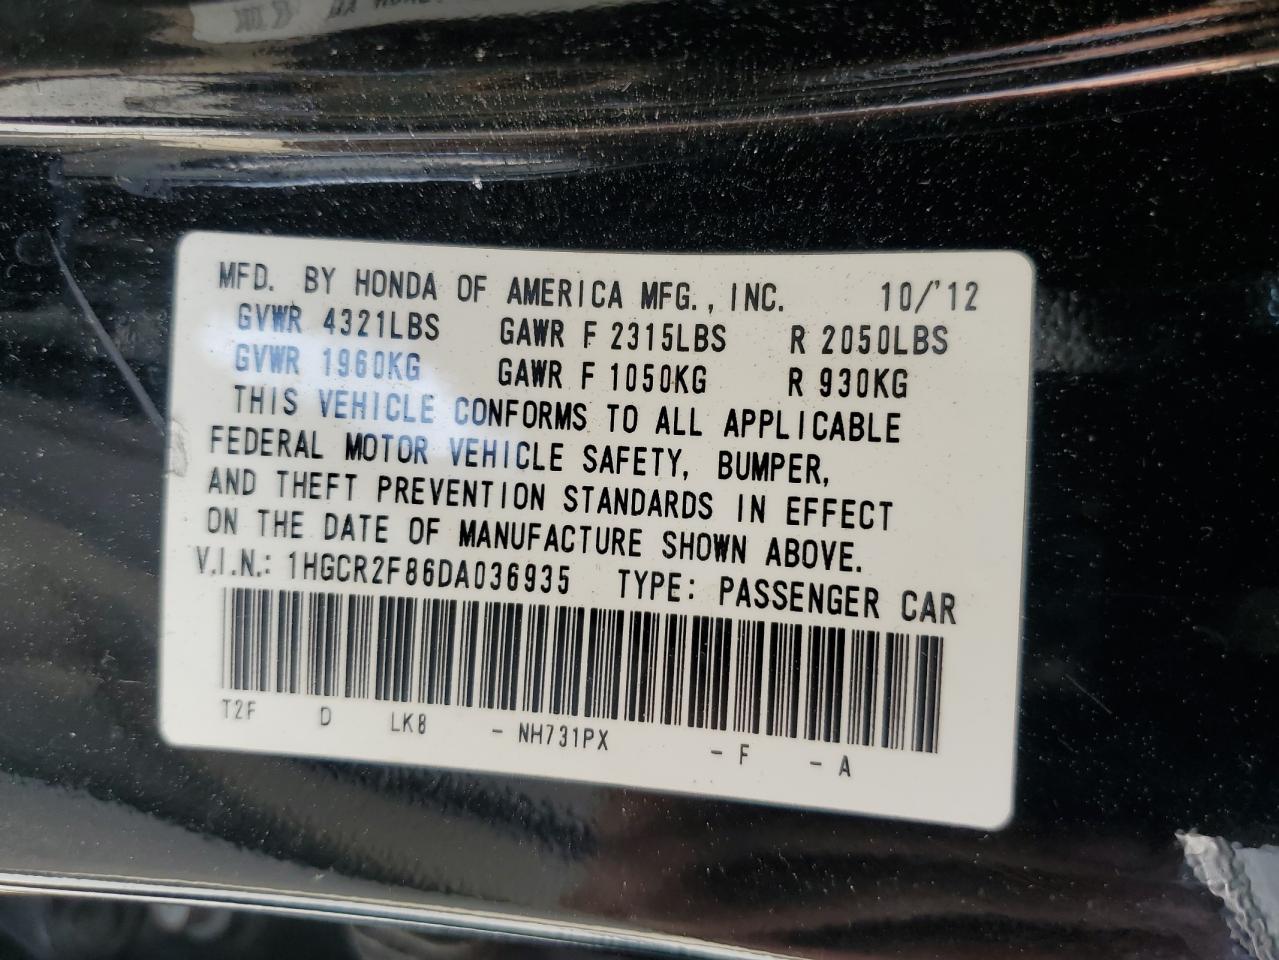 MFD. BY HONDA OF AMERICA MFG., INC. 10/'12
GVWR 4321LBS GAWR F 2315LBS R 2050LBS
GVWR 1960KG GAWR F 1050KG R 930KG
THIS VEHICLE CONFORMS TO ALL APPLICABLE
FEDERAL MOTOR VEHICLE SAFETY, BUMPER,
AND THEFT PREVENTION STANDARDS IN EFFECT
ON THE DATE OF MANUFACTURE SHOWN ABOVE.
V.I.N.: 1HGCR2F86DA036935 TYPE: PASSENGER CAR
T2F D LK8 - NH731PX - F - A